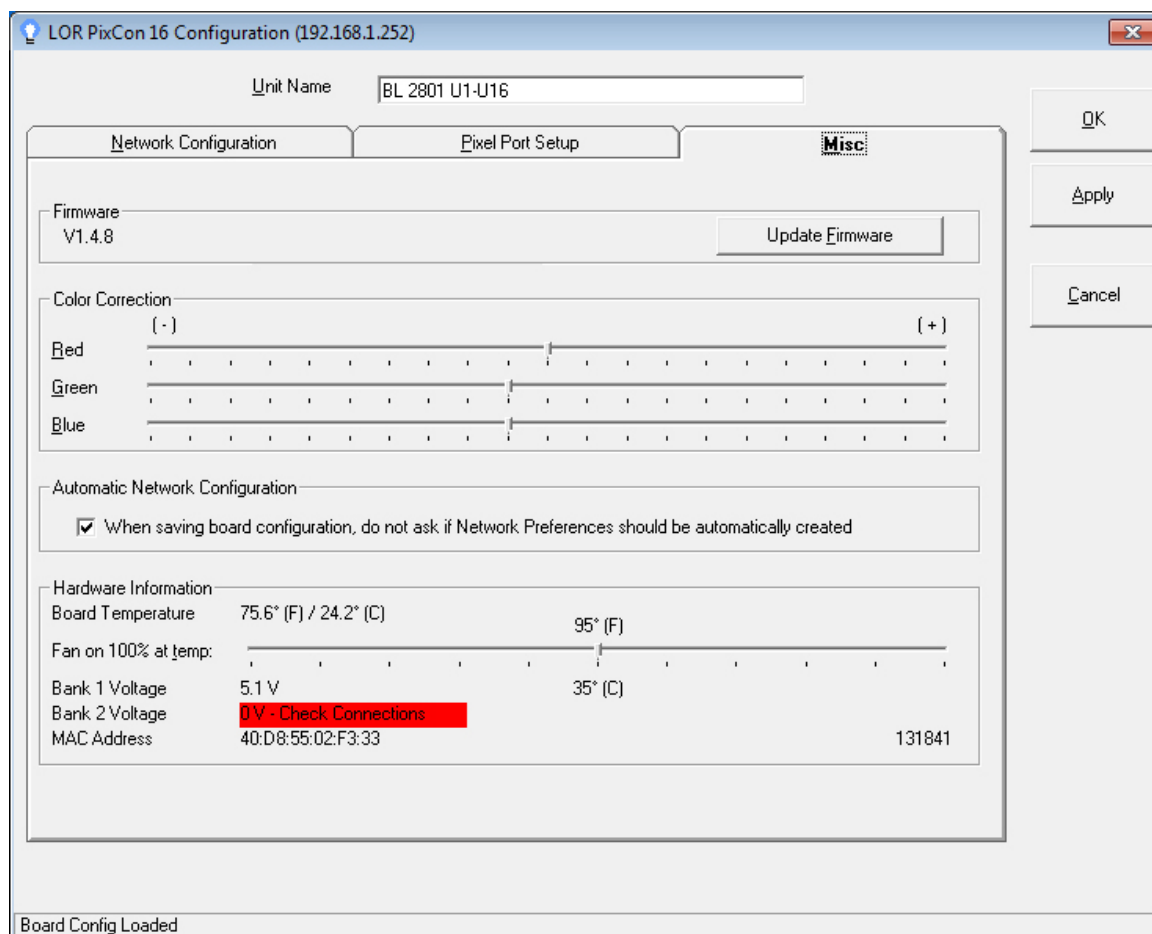 LOR PixCon 16 Configuration (192.168.1.252)
Unit Name BL 2801 U1-U16
OK
Network Configuration Pixel Port Setup Misc
Apply
Firmware
V1.4.8 Update Firmware
Cancel
Color Correction
( - ) ( + )
Red
Green
Blue
Automatic Network Configuration
When saving board configuration, do not ask if Network Preferences should be automatically created
Hardware Information
Board Temperature 75.6° (F) / 24.2° (C)
95° (F)
Fan on 100% at temp:
Bank 1 Voltage 5.1 V 35° (C)
Bank 2 Voltage 0 V - Check Connections
MAC Address 40:D8:55:02:F3:33 131841
Board Config Loaded